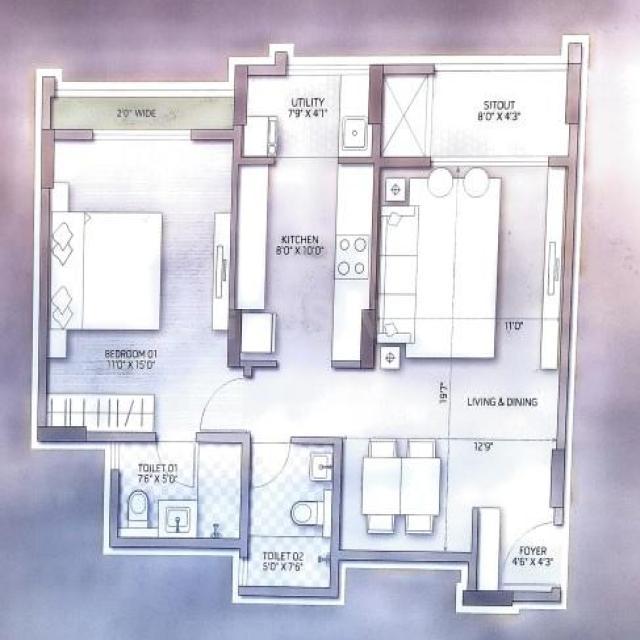 2'0" WIDE
UTILITY
7'9" X 4'1"
SITOUT
8'0" X 4'3"
KITCHEN
8'0" X 10'0"
11'0"
BEDROOM 01
11'0" X 15'0"
19'7"
LIVING & DINING
12'9"
TOILET 01
7'6" X 5'0"
TOILET 02
5'0" X 7'6"
FOYER
4'6" X 4'3"